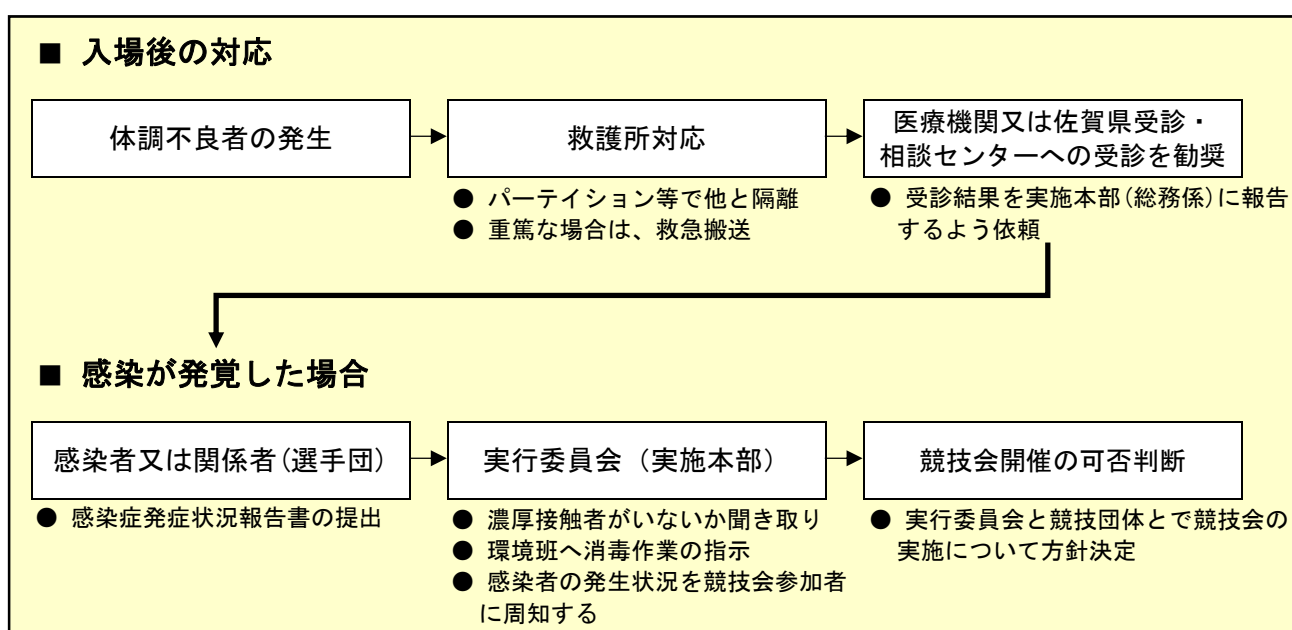 ■ 入場後の対応
体調不良者の発生
救護所対応
医療機関又は佐賀県受診・
相談センターへの受診を勧奨
● パーテイション等で他と隔離
● 重篤な場合は、救急搬送
● 受診結果を実施本部(総務係)に報告
するよう依頼
■ 感染が発覚した場合
感染者又は関係者(選手団)
実行委員会（実施本部）
競技会開催の可否判断
● 感染症発症状況報告書の提出
● 濃厚接触者がいないか聞き取り
● 環境班へ消毒作業の指示
● 感染者の発生状況を競技会参加者
に周知する
● 実行委員会と競技団体とで競技会の
実施について方針決定